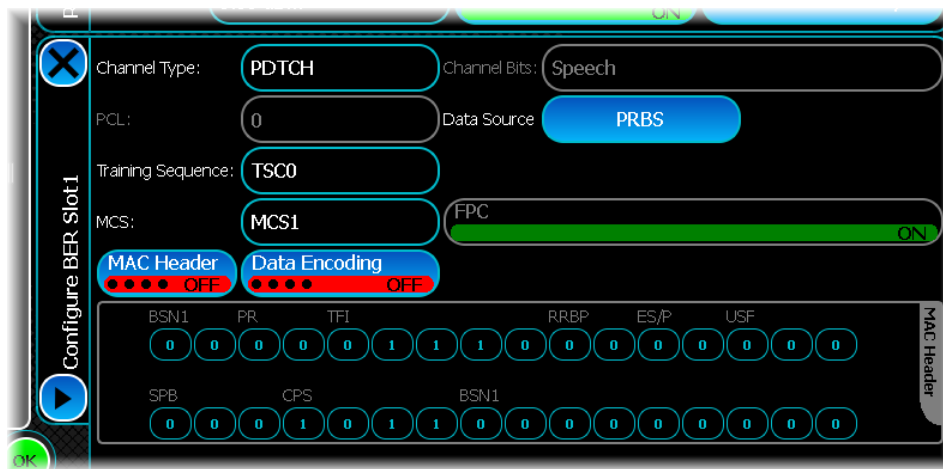 ON
Configure BER Slot1
Channel Type: PDTCH Channel Bits: Speech
PCL: 0 Data Source PRBS
Training Sequence: TSC0
MCS: MCS1 FPC
ON
MAC Header Data Encoding
OFF OFF
BSN1 PR TFI RRBP ES/P USF
0 0 0 0 0 1 1 1 0 0 0 0 0 0 0 0
SPB CPS BSN1
0 0 0 1 0 1 1 0 0 0 0 0 0 0 0 0
MAC Header
OK